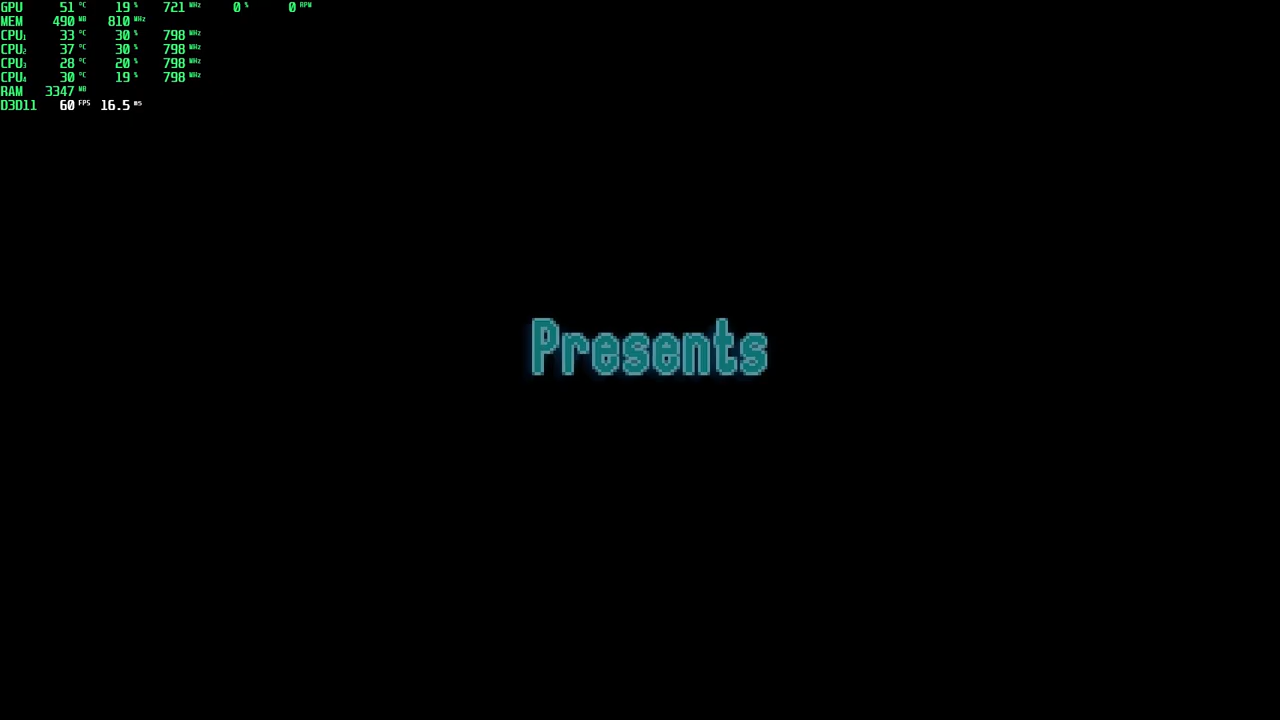 GPU 51 °C 19 % 721 MHz 0 % 0 RPM
MEM 490 MB 810 MHz
CPU1 33 °C 30 % 798 MHz
CPU2 37 °C 30 % 798 MHz
CPU3 28 °C 20 % 798 MHz
CPU4 30 °C 19 % 798 MHz
RAM 3347 MB
D3D11 60 FPS 16.5 ms
Presents